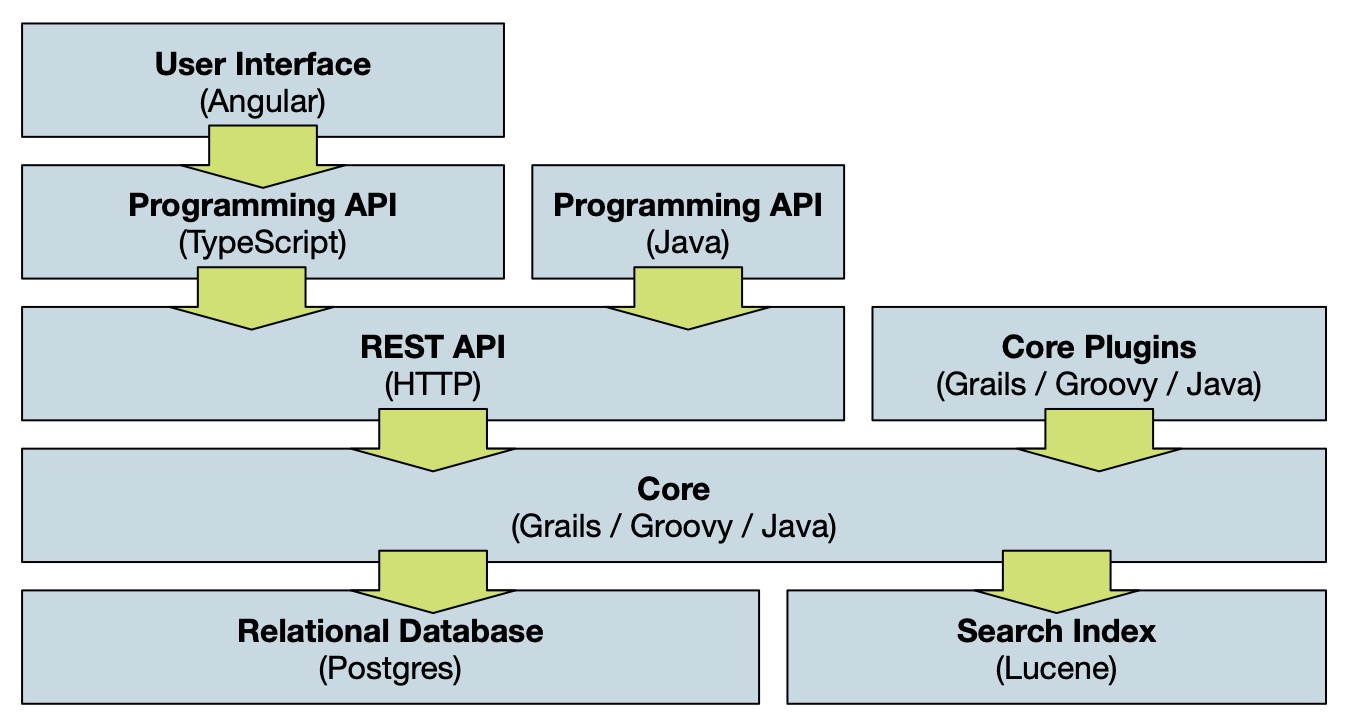 User Interface
(Angular)
Programming API
(TypeScript)
Programming API
(Java)
REST API
(HTTP)
Core Plugins
(Grails / Groovy / Java)
Core
(Grails / Groovy / Java)
Relational Database
(Postgres)
Search Index
(Lucene)